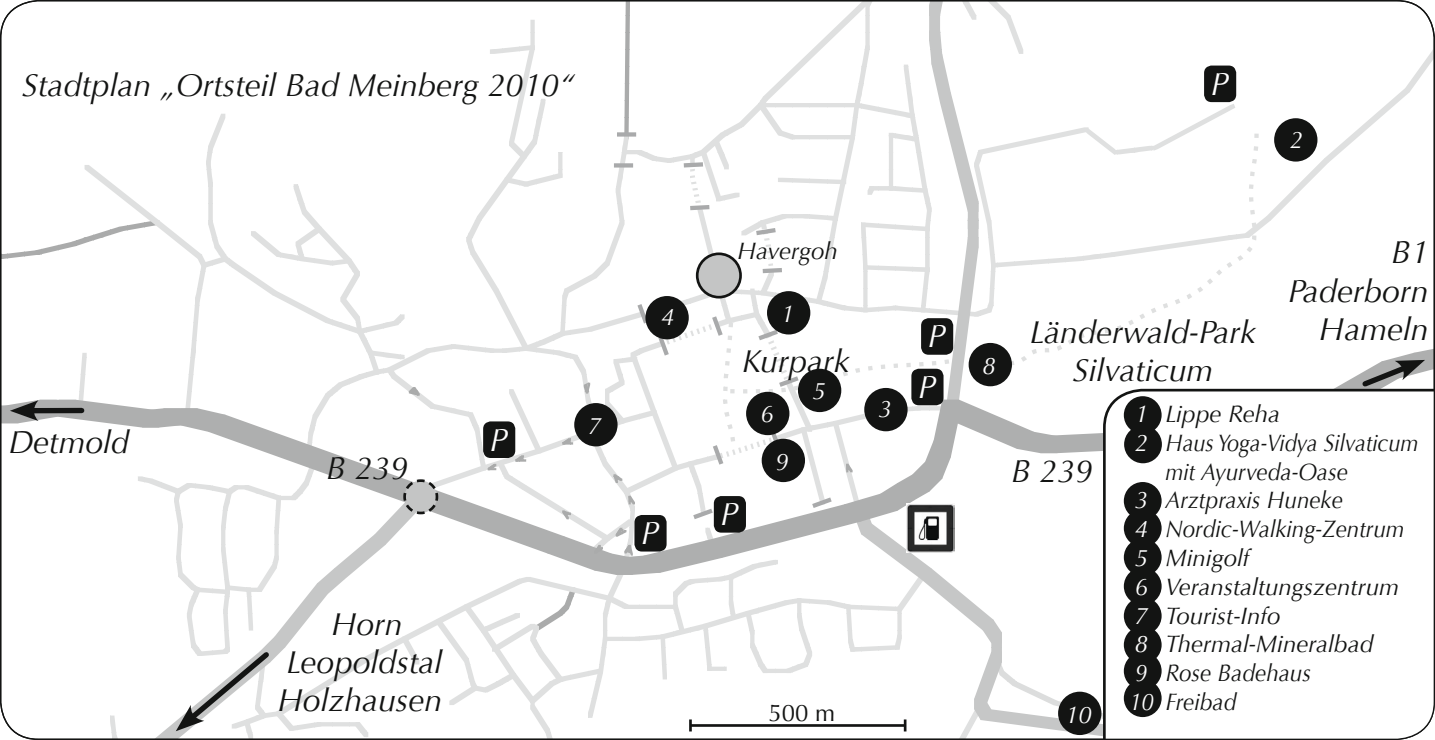 Stadtplan „Ortsteil Bad Meinberg 2010“
P
2
Havergoh
B1
Paderborn
Hameln
4
1
P
Länderwald-Park
Silvaticum
Kurpark
8
P
5
3
6
7
P
9
Detmold
B 239
B 239
P
P
Horn
Leopoldstal
Holzhausen
500 m
10
1 Lippe Reha
2 Haus Yoga-Vidya Silvaticum
mit Ayurveda-Oase
3 Arztpraxis Huneke
4 Nordic-Walking-Zentrum
5 Minigolf
6 Veranstaltungszentrum
7 Tourist-Info
8 Thermal-Mineralbad
9 Rose Badehaus
10 Freibad